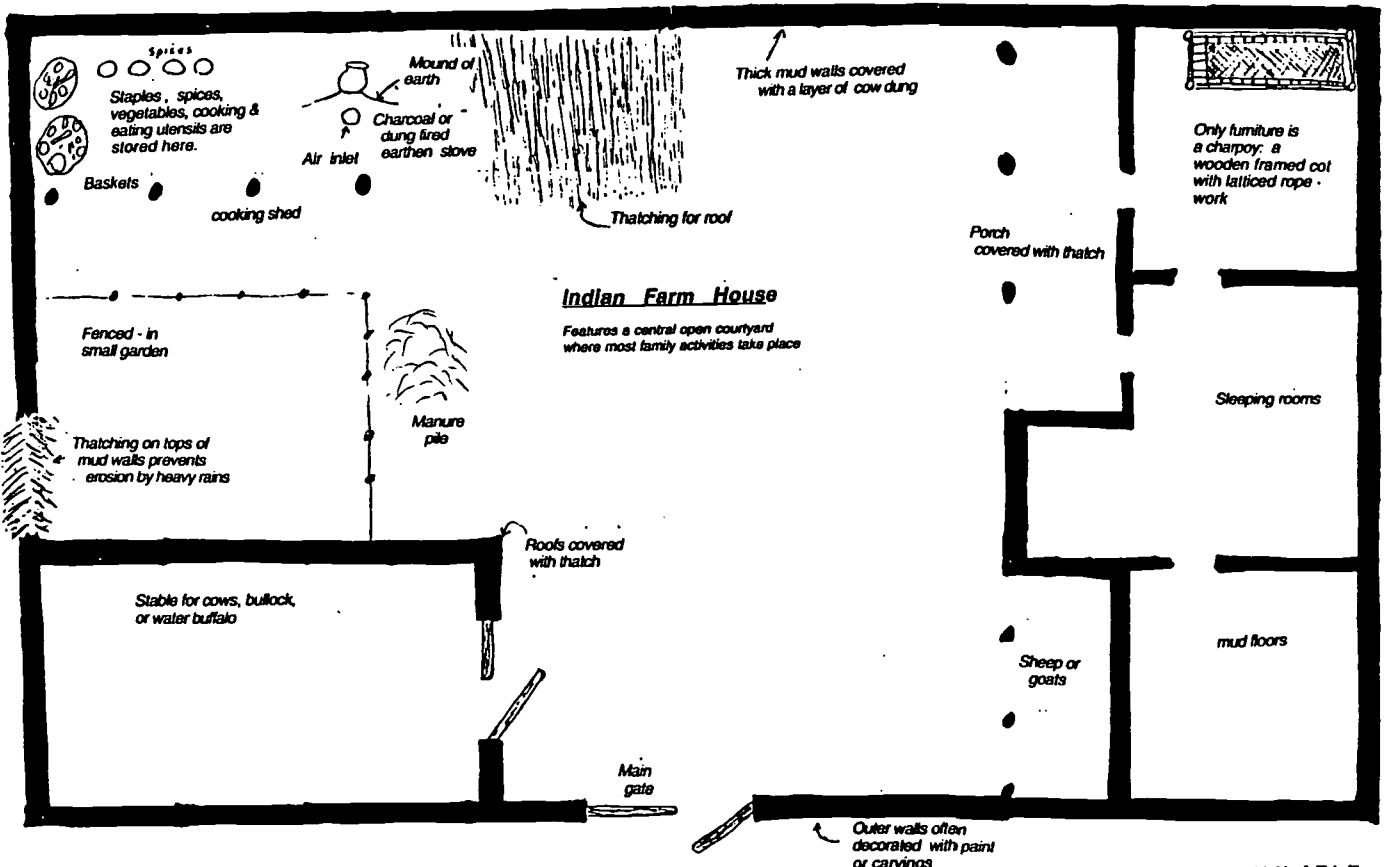 Spices
Staples, spices,
vegetables, cooking &
eating utensils are
stored here.
Baskets
cooking shed
Mound of
earth
Charcoal or
dung fired
earthen stove
Air inlet
Thatching for roof
Thick mud walls covered
with a layer of cow dung
Only furniture is
a charpoy: a
wooden framed cot
with latticed rope -
work
Porch
covered with thatch
Indian Farm House
Features a central open courtyard
where most family activities take place
Fenced - in
small garden
Manure
pile
Sleeping rooms
Thatching on tops of
mud walls prevents
erosion by heavy rains
Roofs covered
with thatch
Stable for cows, bullock,
or water buffalo
Sheep or
goats
mud floors
Main
gate
Outer walls often
decorated with paint
or carvings